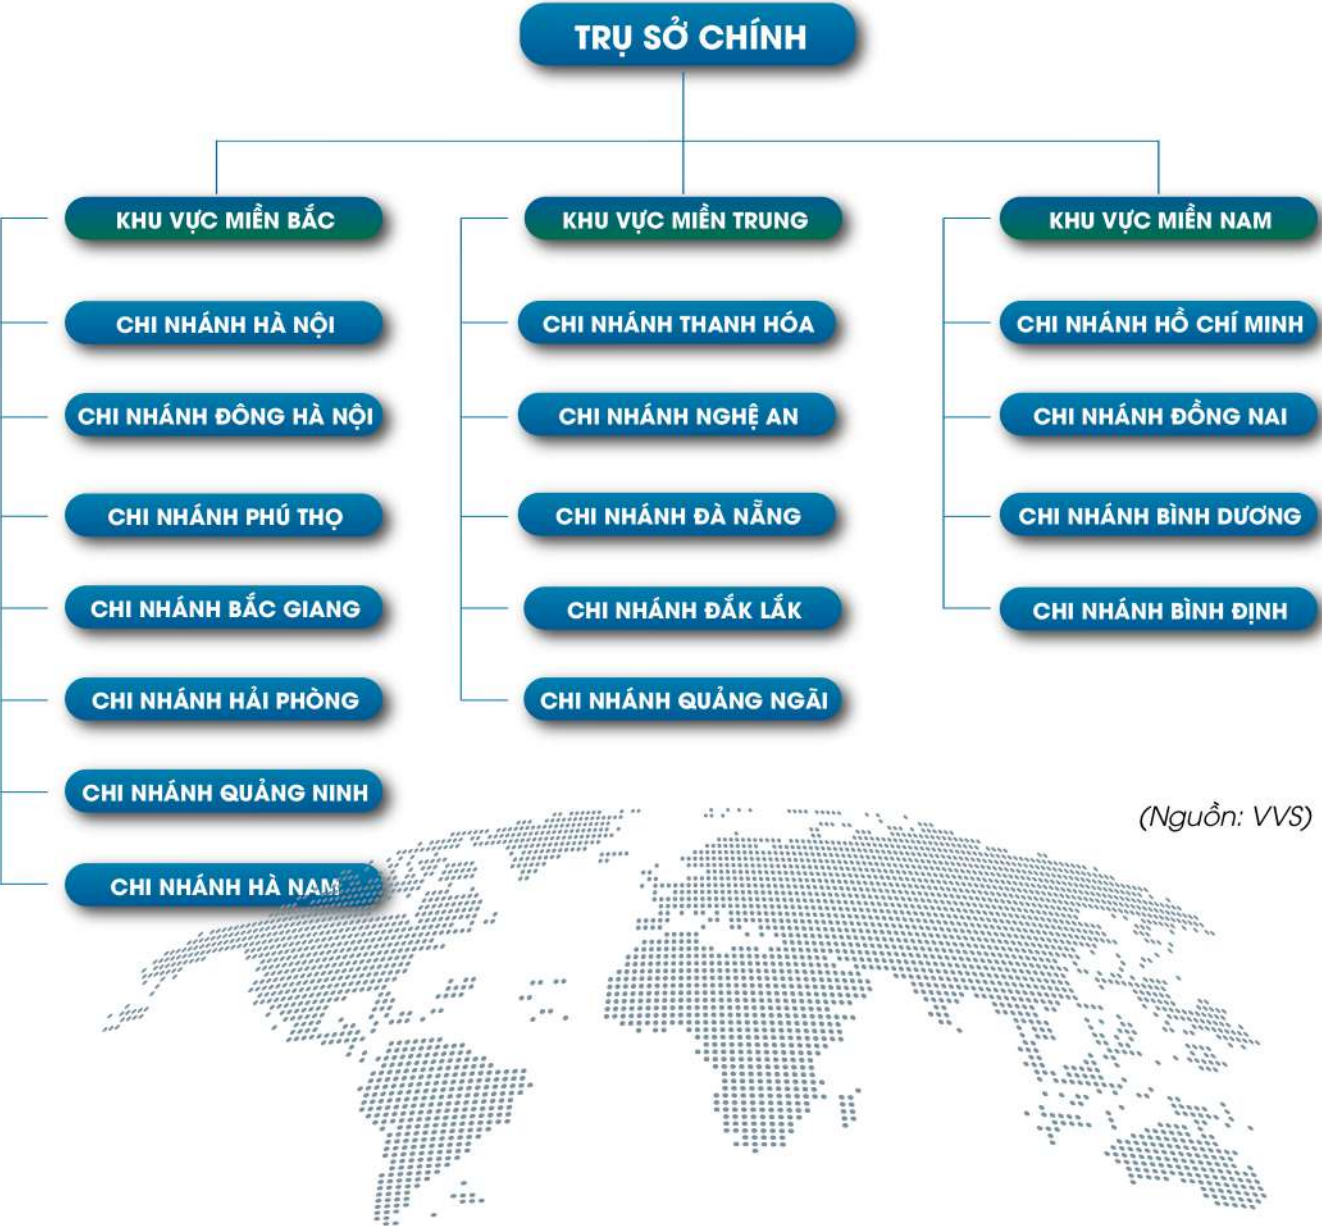 TRỤ SỞ CHÍNH
KHU VỰC MIỀN BẮC
CHI NHÁNH HÀ NỘI
CHI NHÁNH ĐÔNG HÀ NỘI
CHI NHÁNH PHÚ THỌ
CHI NHÁNH BẮC GIANG
CHI NHÁNH HẢI PHÒNG
CHI NHÁNH QUẢNG NINH
CHI NHÁNH HÀ NAM
KHU VỰC MIỀN TRUNG
CHI NHÁNH THANH HÓA
CHI NHÁNH NGHỆ AN
CHI NHÁNH ĐÀ NẴNG
CHI NHÁNH ĐẮK LẮK
CHI NHÁNH QUẢNG NGÃI
KHU VỰC MIỀN NAM
CHI NHÁNH HỒ CHÍ MINH
CHI NHÁNH ĐỒNG NAI
CHI NHÁNH BÌNH DƯƠNG
CHI NHÁNH BÌNH ĐỊNH
(Nguồn: VVS)